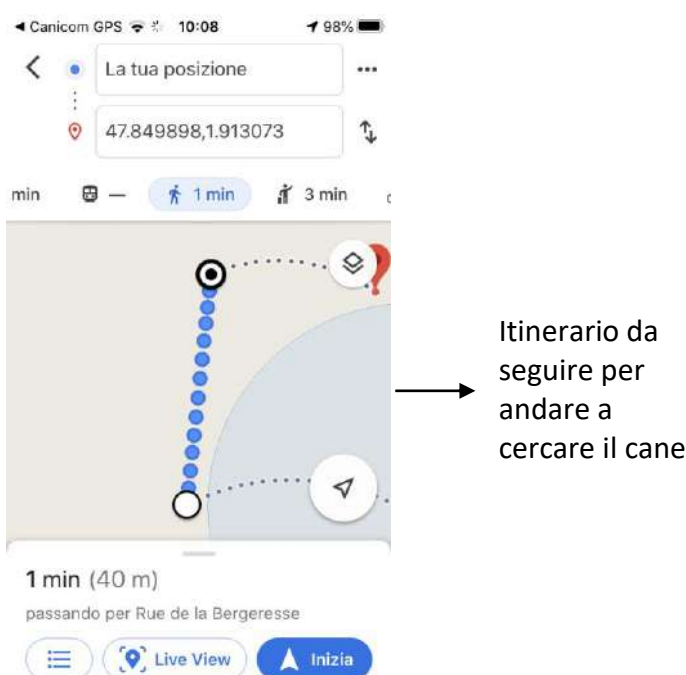 ◀ Canicom GPS 10:08 98%
La tua posizione
47.849898,1.913073
min — 1 min 3 min
Itinerario da
seguire per
andare a
cercare il cane
1 min (40 m)
passando per Rue de la Bergeresse
Live View Inizia